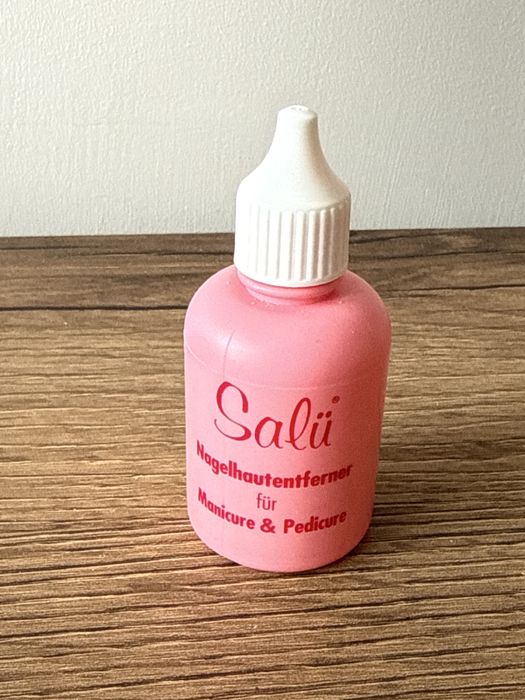 Salü®
Nagelhautentferner
für
Manicure & Pedicure